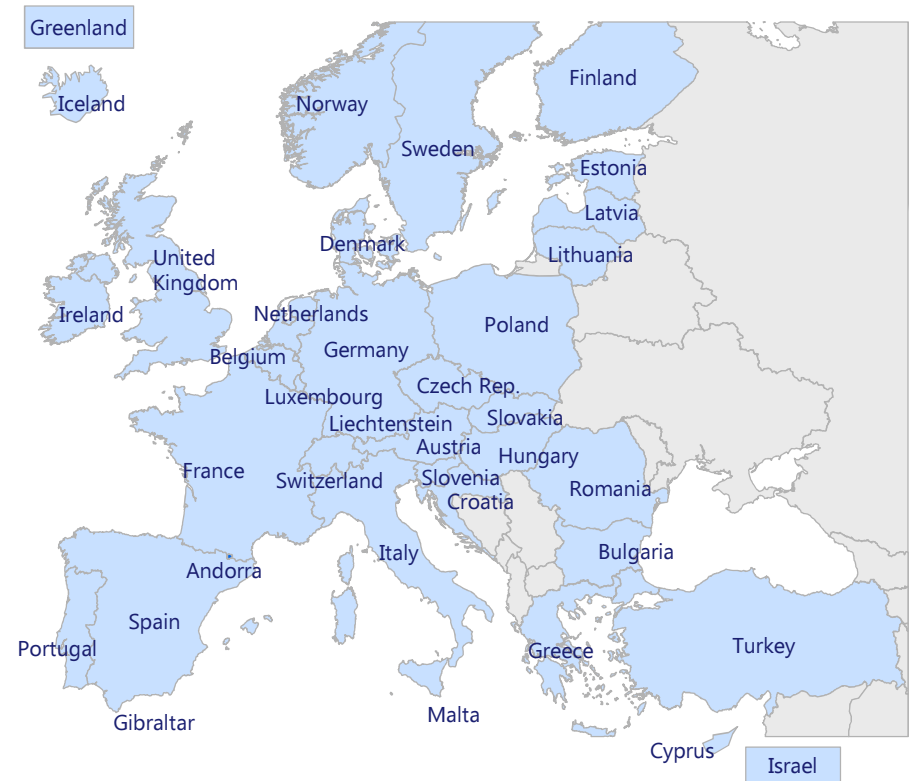 Greenland
Finland
Iceland
Norway
Sweden
Estonia
Latvia
Denmark
Lithuania
United
Kingdom
Ireland
Netherlands
Poland
Germany
Belgium
Czech Rep.
Luxembourg
Slovakia
Liechtenstein
Austria
Hungary
France
Switzerland
Slovenia
Romania
Croatia
Italy
Bulgaria
Andorra
Spain
Portugal
Greece
Turkey
Malta
Gibraltar
Cyprus
Israel